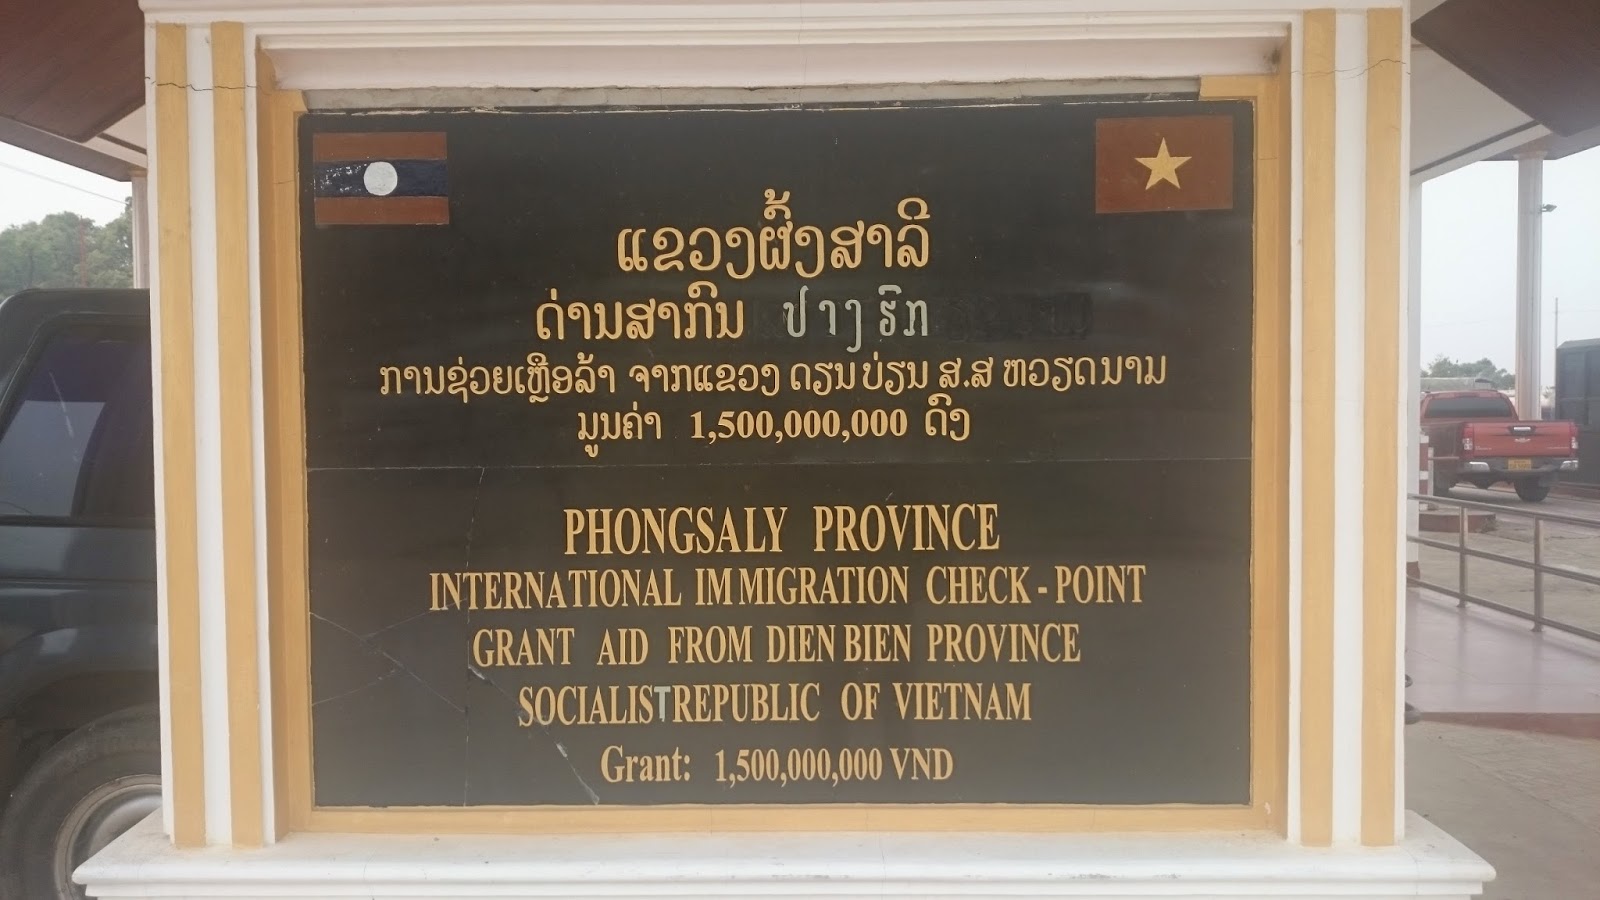 ແຂວງຜົ້ງສາລີ
ດ່ານສາກົນ ປາງຮົກ
ການຊ່ວຍເຫຼືອລ້າ ຈາກແຂວງ ດຽນບ່ຽນ ສ.ສ ຫວຽດນາມ
ມູນຄ່າ 1,500,000,000 ດົງ
PHONGSALY PROVINCE
INTERNATIONAL IMMIGRATION CHECK - POINT
GRANT AID FROM DIEN BIEN PROVINCE
SOCIALIST REPUBLIC OF VIETNAM
Grant: 1,500,000,000 VND